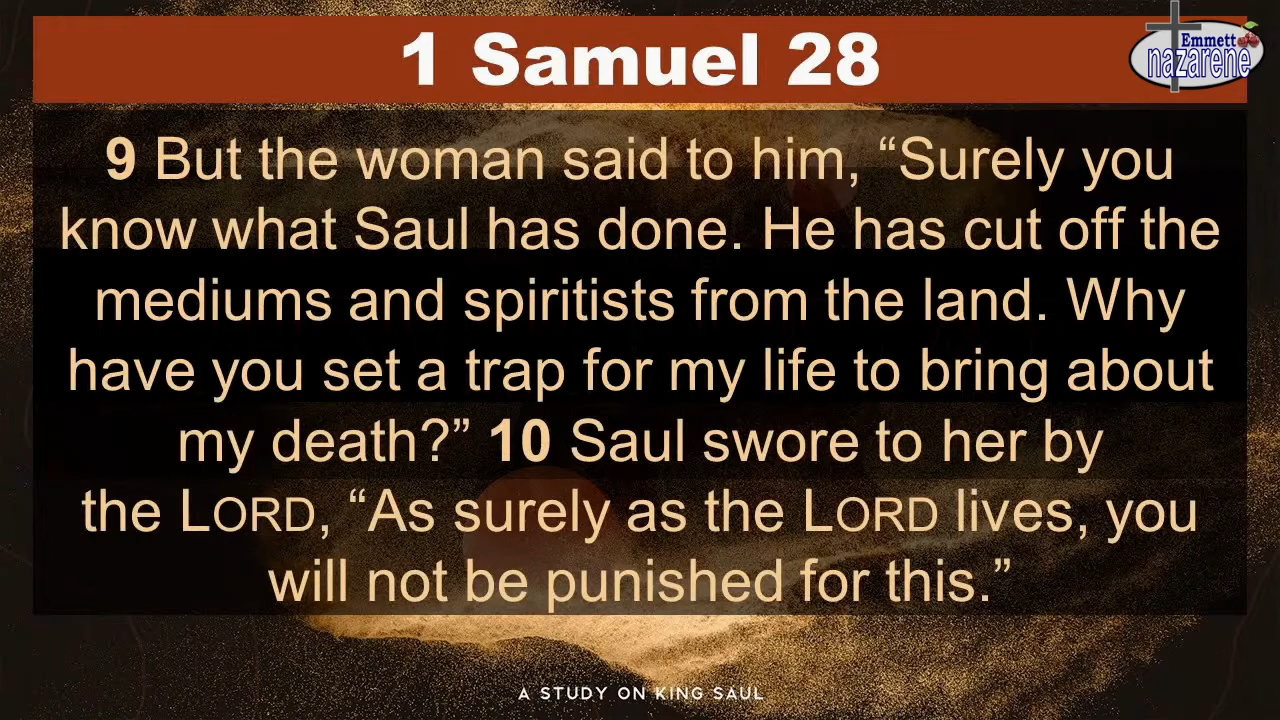 1 Samuel 28
Emmett
nazarene
9 But the woman said to him, “Surely you
know what Saul has done. He has cut off the
mediums and spiritists from the land. Why
have you set a trap for my life to bring about
my death?” 10 Saul swore to her by
the LORD, “As surely as the LORD lives, you
will not be punished for this.”
A STUDY ON KING SAUL